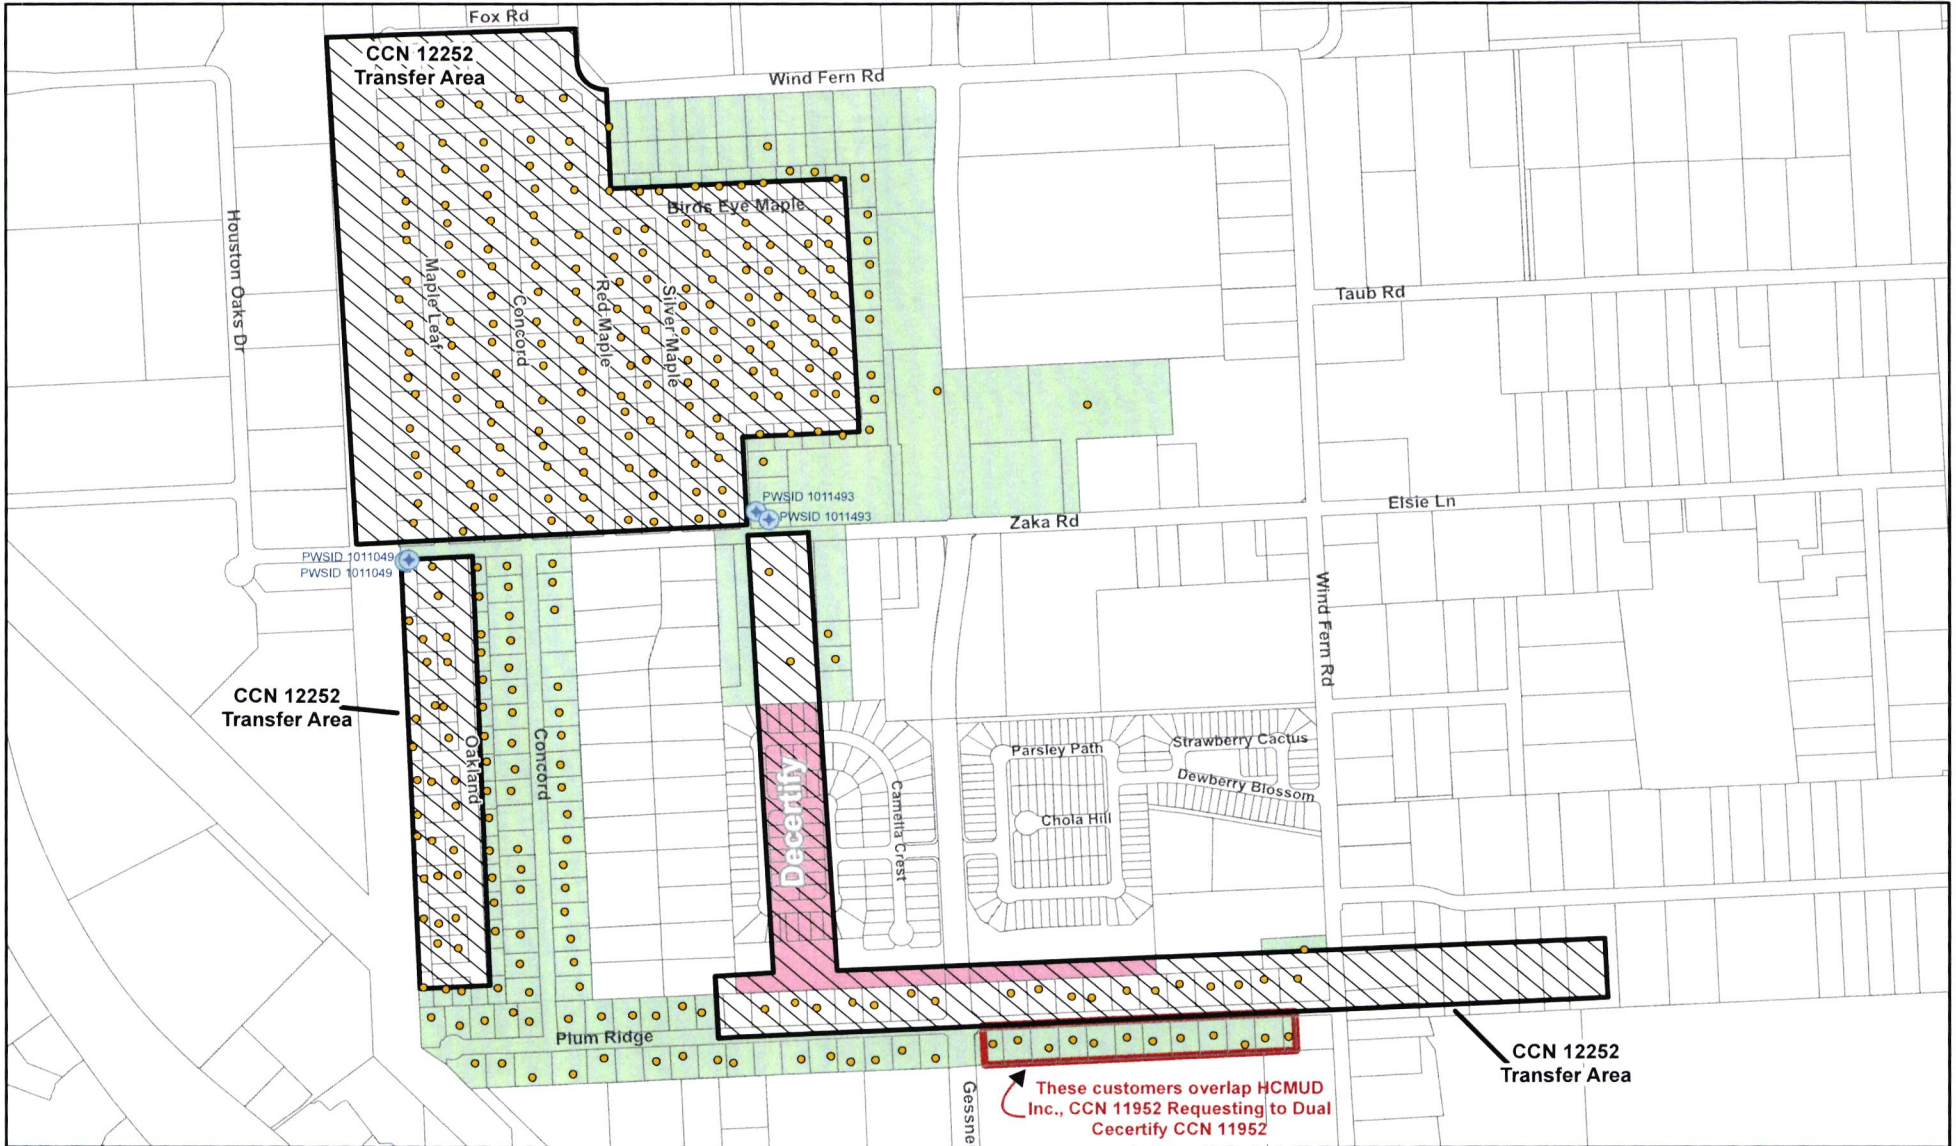 Fox Rd
CCN 12252
Transfer Area
Wind Fern Rd
Birds Eye Maple
Houston Oaks Dr
Maple Leaf
Concord
Red Maple
Silver Maple
Taub Rd
PWSID 1011493
PWSID 1011493
Elsie Ln
Zaka Rd
PWSID 1011049
PWSID 1011049
Wind Fern Rd
CCN 12252
Transfer Area
Oakland
Concord
Decertify
Camella Crest
Parsley Path
Strawberry Cactus
Dewberry Blossom
Chola Hill
Plum Ridge
Gessne
CCN 12252
Transfer Area
These customers overlap HCMUD
Inc., CCN 11952 Requesting to Dual
Cecertify CCN 11952